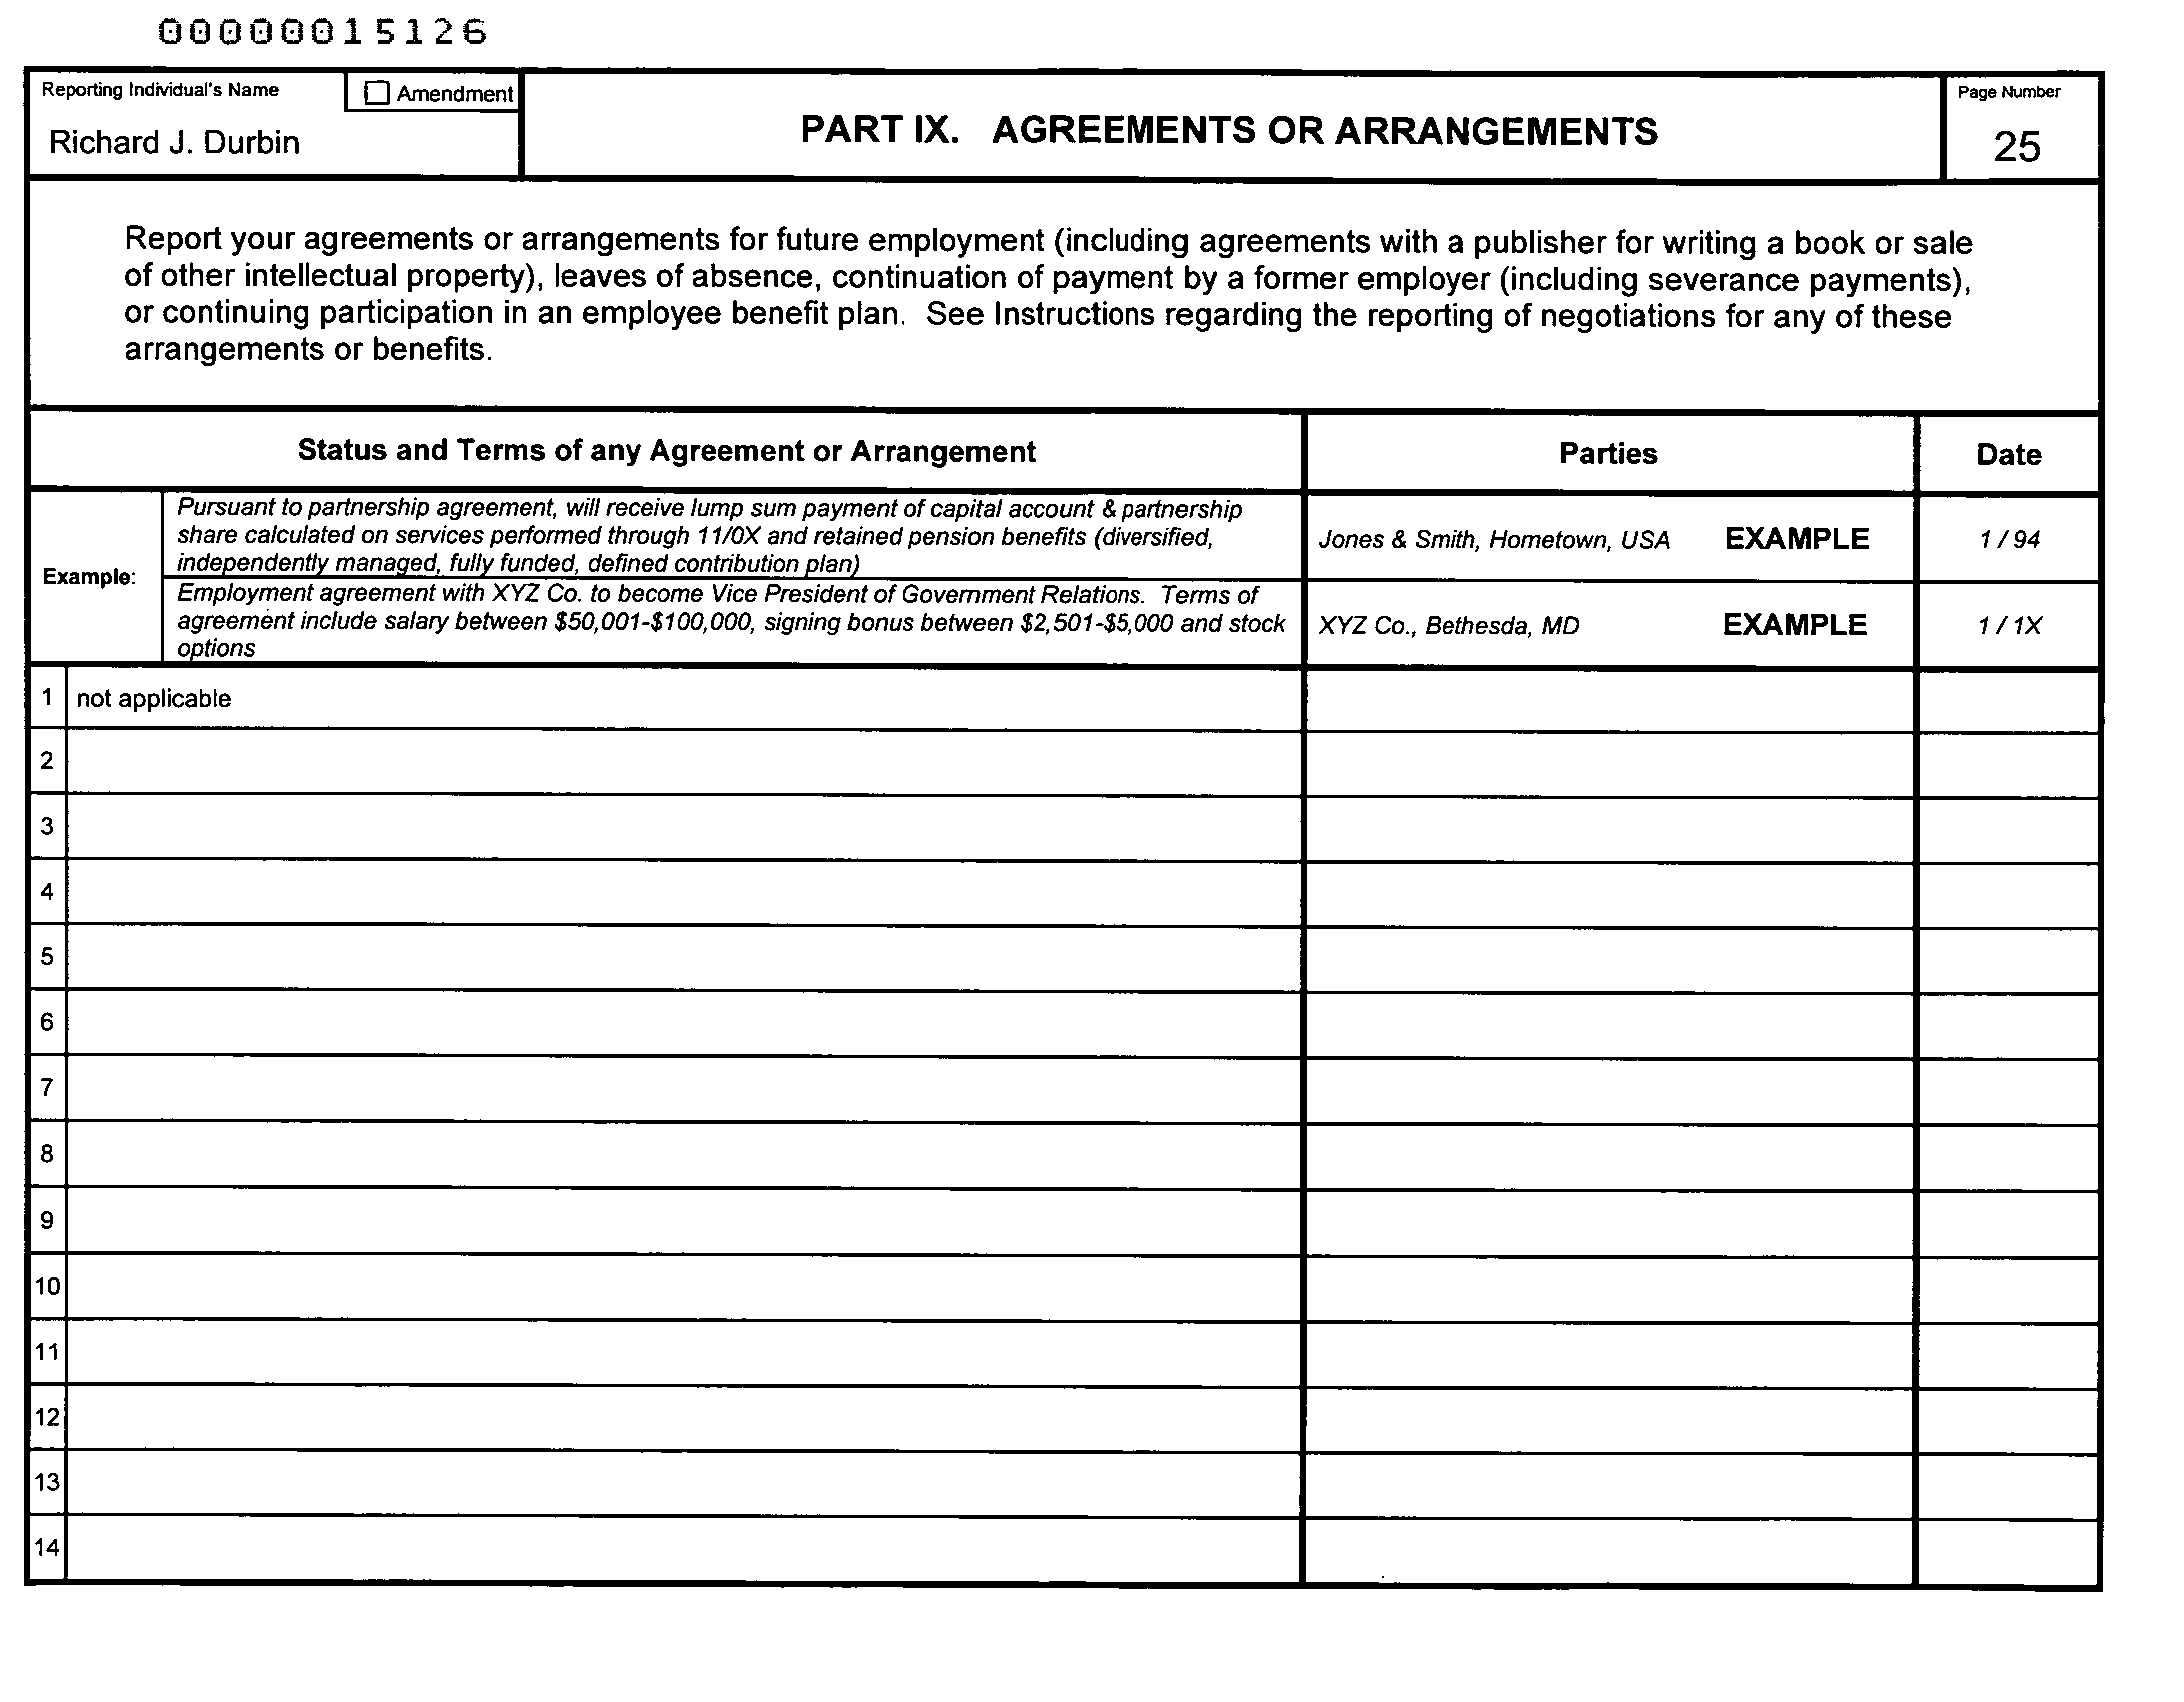 00000015126
Reporting Individual's Name
Amendment
Richard J. Durbin
PART IX. AGREEMENTS OR ARRANGEMENTS
Page Number
25
Report your agreements or arrangements for future employment (including agreements with a publisher for writing a book or sale
of other intellectual property), leaves of absence, continuation of payment by a former employer (including severance payments),
or continuing participation in an employee benefit plan. See Instructions regarding the reporting of negotiations for any of these
arrangements or benefits.
Status and Terms of any Agreement or Arrangement
Parties
Date
Example:
Pursuant to partnership agreement, will receive lump sum payment of capital account & partnership
share calculated on services performed through 11/0X and retained pension benefits (diversified,
independently managed, fully funded, defined contribution plan)
Jones & Smith, Hometown, USA EXAMPLE
1 / 94
Employment agreement with XYZ Co. to become Vice President of Government Relations. Terms of
agreement include salary between $50,001-$100,000, signing bonus between $2,501-$5,000 and stock
options
XYZ Co., Bethesda, MD EXAMPLE
1 / 1X
1 not applicable
2
3
4
5
6
7
8
9
10
11
12
13
14